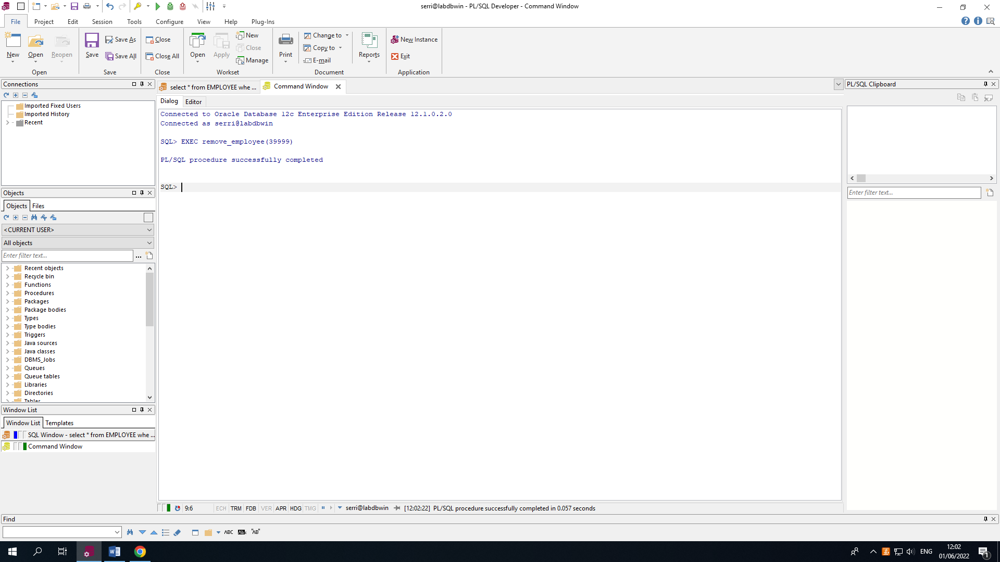 serri@labdbwin - PL/SQL Developer - Command Window
File Project Edit Session Tools Configure View Help Plug-Ins
New Open Reopen
Open
Save Save As Save All
Save
Close Close All
Close
Open Apply New Close Manage
Workset
Print Change to Copy to E-mail Reports
Document
New Instance
Exit
Application
Connections
Imported Fixed Users
Imported History
Recent
Objects
Objects Files
<CURRENT USER>
All objects
Enter filter text...
Recent objects
Recycle bin
Functions
Procedures
Packages
Package bodies
Types
Type bodies
Triggers
Java sources
Java classes
DBMS_Jobs
Queues
Queue tables
Libraries
Directories
Tables
Window List
Window List Templates
SQL Window - select * from EMPLOYEE whe ...
Command Window
select * from EMPLOYEE whe ... Command Window
Dialog Editor
Connected to Oracle Database 12c Enterprise Edition Release 12.1.0.2.0
Connected as serri@labdbwin
SQL> EXEC remove_employee(39999)
PL/SQL procedure successfully completed
SQL>
9:6 ECH TRM FDB VER APR HDG TMG serri@labdbwin [12:02:22] PL/SQL procedure successfully completed in 0.057 seconds
PL/SQL Clipboard
Enter filter text...
Find
ABC AB "AB"
ENG
12:02
01/06/2022
1